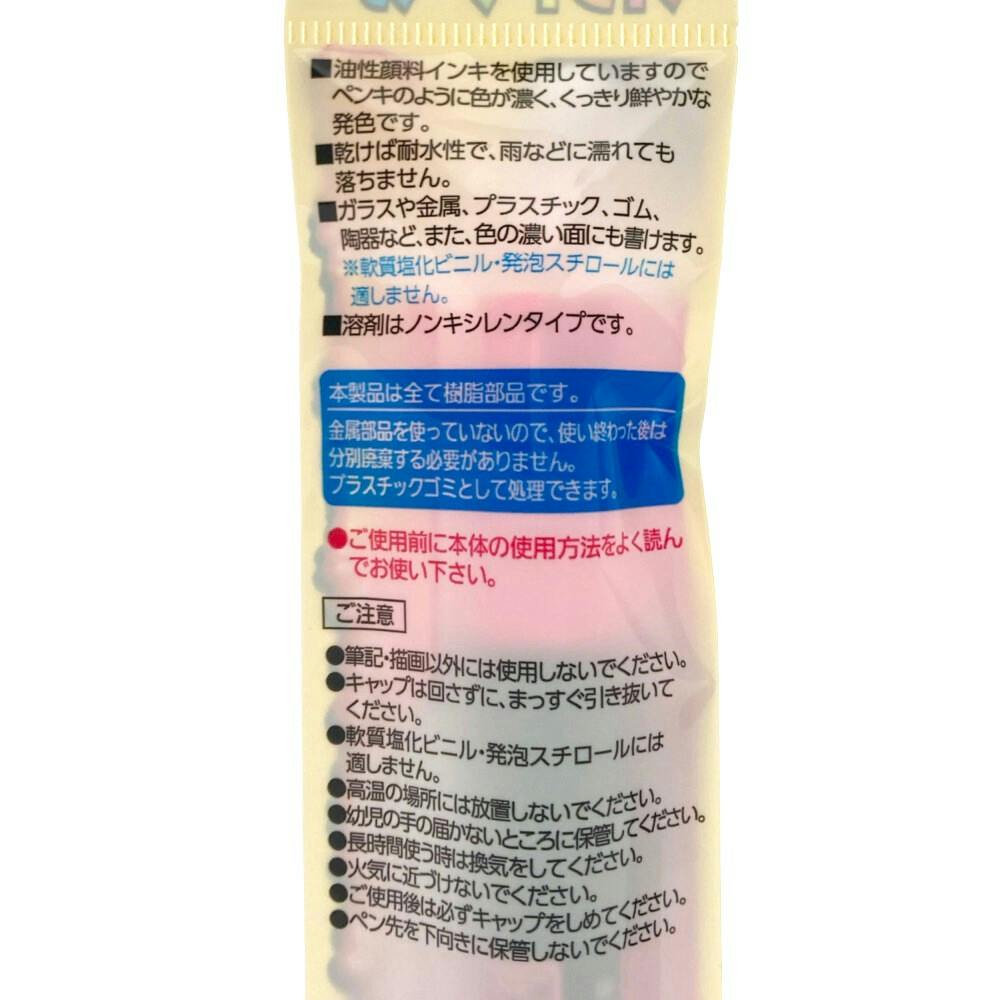 ■油性顔料インキを使用していますので
ペンキのように色が濃く、くっきり鮮やかな
発色です。
■乾けば耐水性で、雨などに濡れても
落ちません。
■ガラスや金属、プラスチック、ゴム、
陶器など、また、色の濃い面にも書けます。
※軟質塩化ビニル・発泡スチロールには
適しません。
■溶剤はノンキシレンタイプです。
本製品は全て樹脂部品です。
金属部品を使っていないので、使い終わった後は
分別廃棄する必要がありません。
プラスチックゴミとして処理できます。
●ご使用前に本体の使用方法をよく読ん
でお使い下さい。
ご注意
●筆記・描画以外には使用しないでください。
●キャップは回さずに、まっすぐ引き抜いて
ください。
●軟質塩化ビニル・発泡スチロールには
適しません。
●高温の場所には放置しないでください。
●幼児の手の届かないところに保管してください。
●長時間使う時は換気をしてください。
●火気に近づけないでください。
●ご使用後は必ずキャップをしめてください。
●ペン先を下向きに保管しないでください。